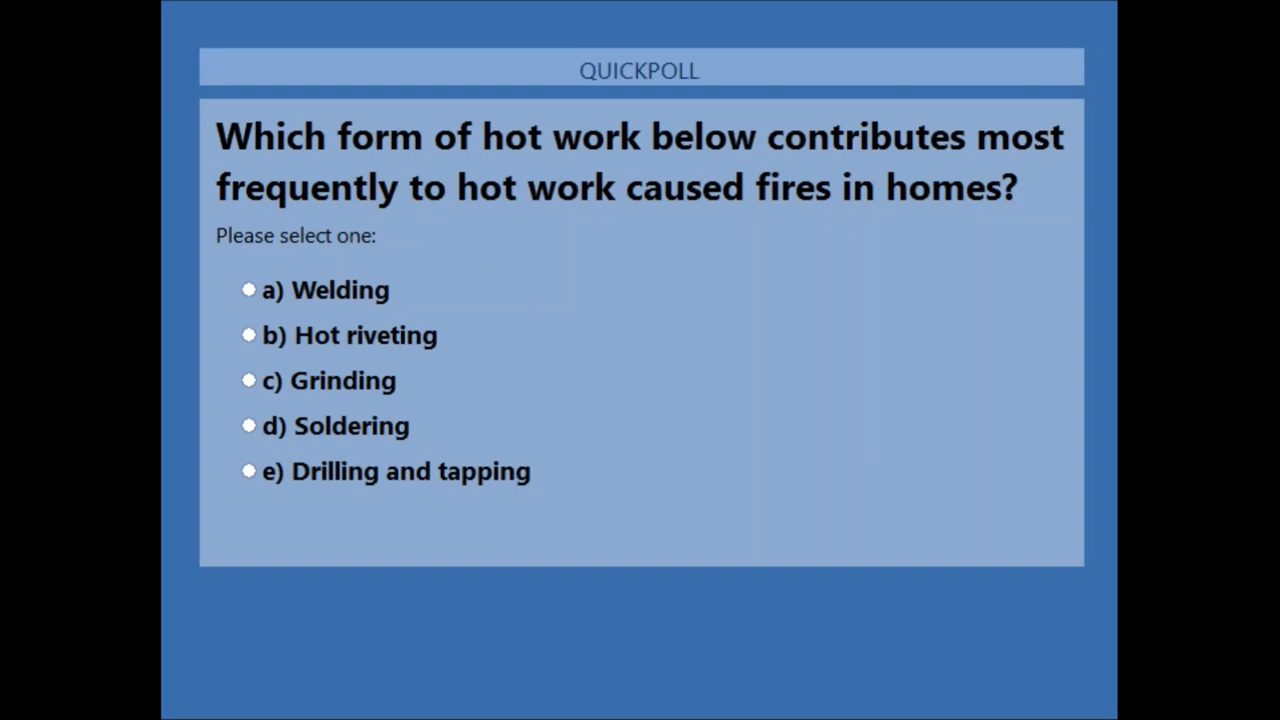 QUICKPOLL
Which form of hot work below contributes most
frequently to hot work caused fires in homes?
Please select one:
a) Welding
b) Hot riveting
c) Grinding
d) Soldering
e) Drilling and tapping